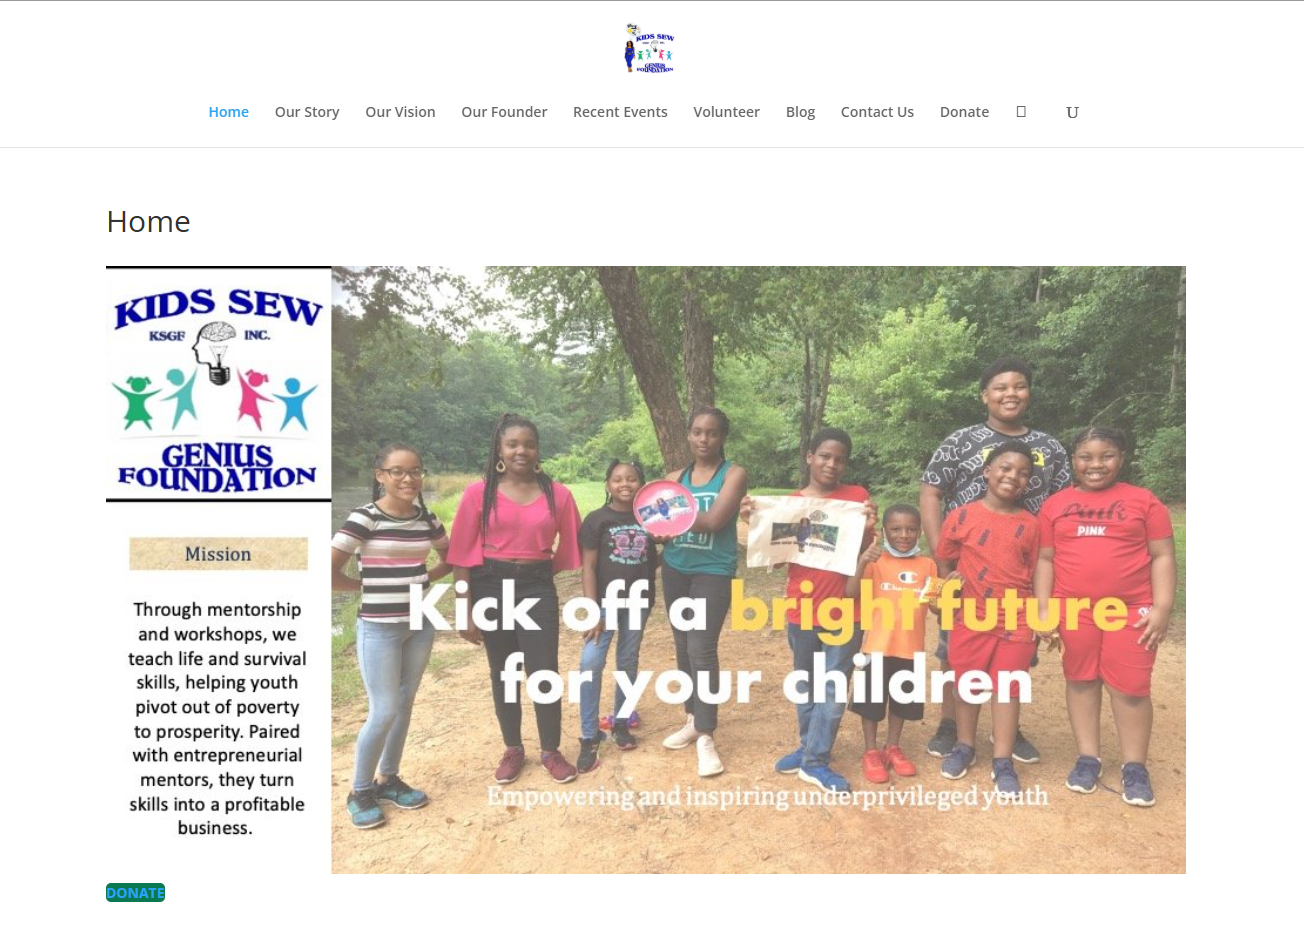 KIDS SEW
GENIUS
FOUNDATION
Home Our Story Our Vision Our Founder Recent Events Volunteer Blog Contact Us Donate
Home
KIDS SEW
KSGF INC.
GENIUS
FOUNDATION
Mission
Through mentorship
and workshops, we
teach life and survival
skills, helping youth
pivot out of poverty
to prosperity. Paired
with entrepreneurial
mentors, they turn
skills into a profitable
business.
Pink
PINK
Champion
Kick off a bright future
for your children
Empowering and inspiring underprivileged youth
DONATE